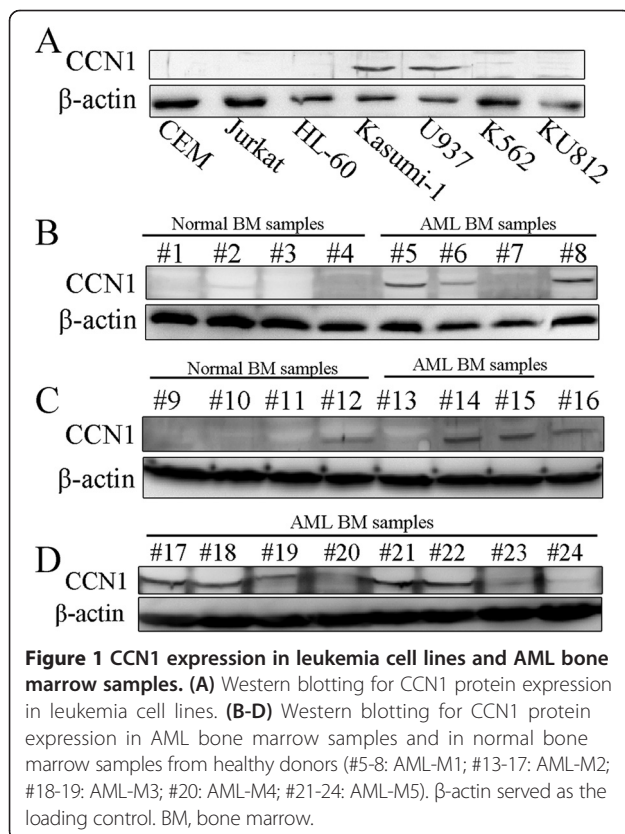 A
CCN1
β-actin
CEM Jurkat HL-60 Kasumi-1 U937 K562 KU812
B
Normal BM samples AML BM samples
#1 #2 #3 #4 #5 #6 #7 #8
CCN1
β-actin
C
Normal BM samples AML BM samples
#9 #10 #11 #12 #13 #14 #15 #16
CCN1
β-actin
D
AML BM samples
#17 #18 #19 #20 #21 #22 #23 #24
CCN1
β-actin
Figure 1 CCN1 expression in leukemia cell lines and AML bone
marrow samples. (A) Western blotting for CCN1 protein expression
in leukemia cell lines. (B-D) Western blotting for CCN1 protein
expression in AML bone marrow samples and in normal bone
marrow samples from healthy donors (#5-8: AML-M1; #13-17: AML-M2;
#18-19: AML-M3; #20: AML-M4; #21-24: AML-M5). β-actin served as the
loading control. BM, bone marrow.